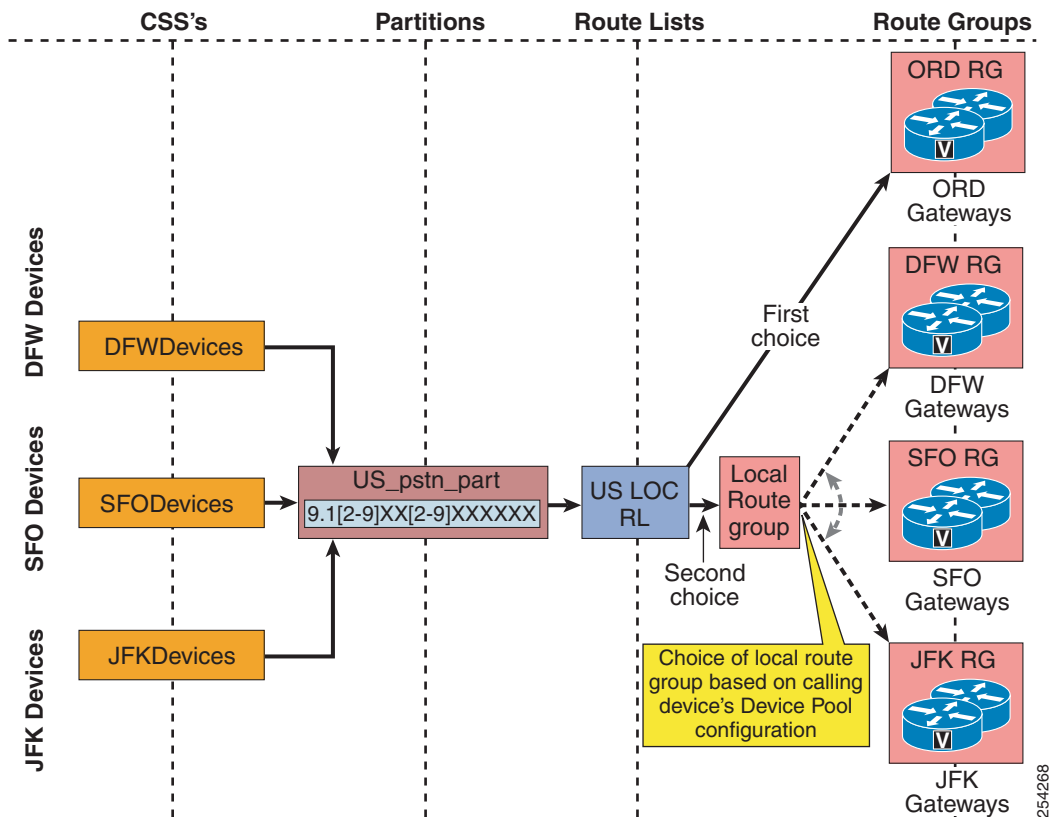 CSS's
Partitions
Route Lists
Route Groups
ORD RG
V
ORD
Gateways
DFW Devices
DFW RG
V
DFW
Gateways
First
choice
DFWDevices
SFO Devices
SFODevices
US_pstn_part
9.1[2-9]XX[2-9]XXXXXX
US LOC
RL
Local
Route
group
SFO RG
V
SFO
Gateways
Second
choice
JFK Devices
JFKDevices
Choice of local route
group based on calling
device's Device Pool
configuration
JFK RG
V
JFK
Gateways
254268